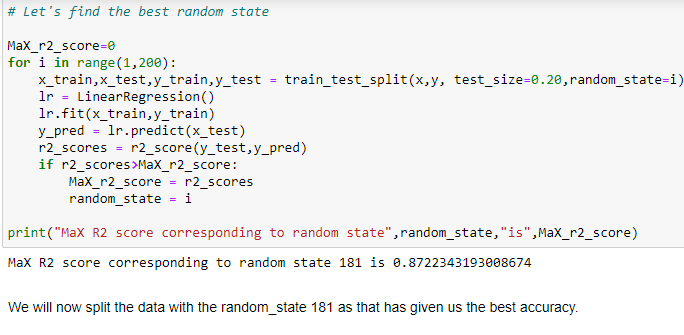 # Let's find the best random state
MaX_r2_score=0
for i in range(1,200):
    x_train,x_test,y_train,y_test = train_test_split(x,y, test_size=0.20,random_state=i)
    lr = LinearRegression()
    lr.fit(x_train,y_train)
    y_pred = lr.predict(x_test)
    r2_scores = r2_score(y_test,y_pred)
    if r2_scores>MaX_r2_score:
        MaX_r2_score = r2_scores
        random_state = i
print("MaX R2 score corresponding to random state",random_state,"is",MaX_r2_score)
MaX R2 score corresponding to random state 181 is 0.8722343193008674
We will now split the data with the random_state 181 as that has given us the best accuracy.